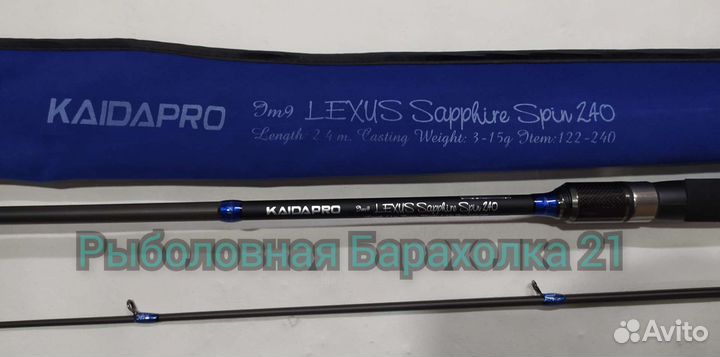 KAIDAPRO
Im9 LEXUS Sapphire Spin 240
Length: 2.4 m. Casting Weight: 3-15g Item:122-240
KAIDAPRO Im9 LEXUS Sapphire Spin 240
Рыболовная Барахолка 21
Avito